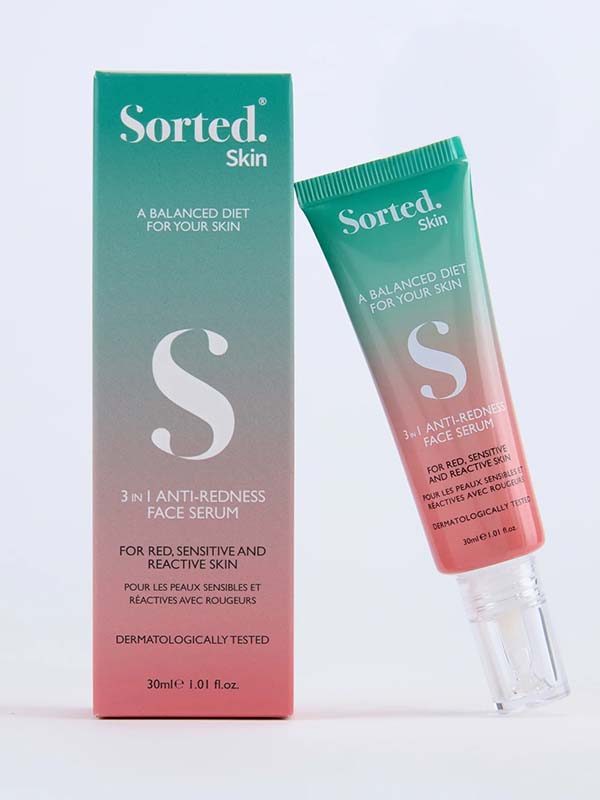 Sorted.®
Skin
A BALANCED DIET
FOR YOUR SKIN
S
3 IN 1 ANTI-REDNESS
FACE SERUM
FOR RED, SENSITIVE AND
REACTIVE SKIN
POUR LES PEAUX SENSIBLES ET
RÉACTIVES AVEC ROUGEURS
DERMATOLOGICALLY TESTED
30ml℮ 1.01 fl.oz.
Sorted.
Skin
A BALANCED DIET
FOR YOUR SKIN
S
3 IN 1 ANTI-REDNESS
FACE SERUM
FOR RED, SENSITIVE
AND REACTIVE SKIN
POUR LES PEAUX SENSIBLES ET
RÉACTIVES AVEC ROUGEURS
DERMATOLOGICALLY TESTED
30ml℮ 1.01 fl.oz.